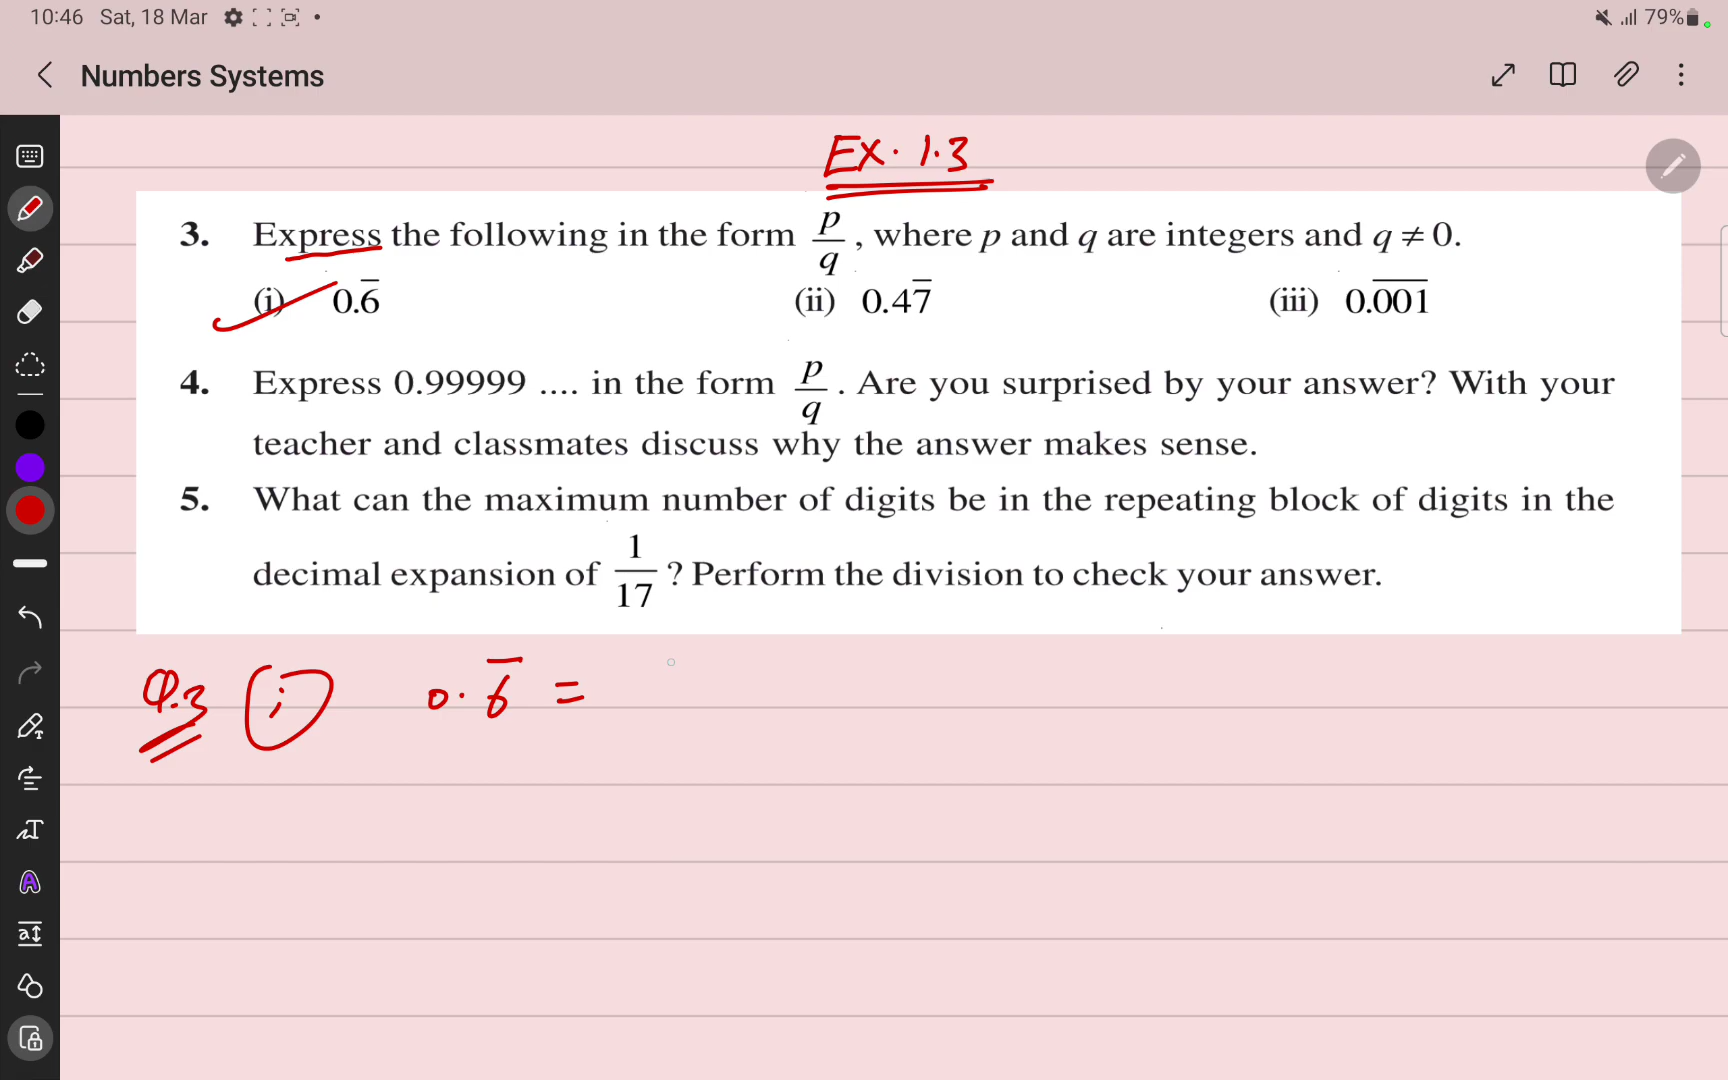 10:46 Sat, 18 Mar 79%
Numbers Systems
Ex. 1.3
3. Express the following in the form p/q, where p and q are integers and q ≠ 0.
(i) 0.6̅ (ii) 0.47̅ (iii) 0.0̅0̅1̅
4. Express 0.99999 .... in the form p/q. Are you surprised by your answer? With your
teacher and classmates discuss why the answer makes sense.
5. What can the maximum number of digits be in the repeating block of digits in the
decimal expansion of 1/17? Perform the division to check your answer.
Q.3 (i) 0.6̅ =